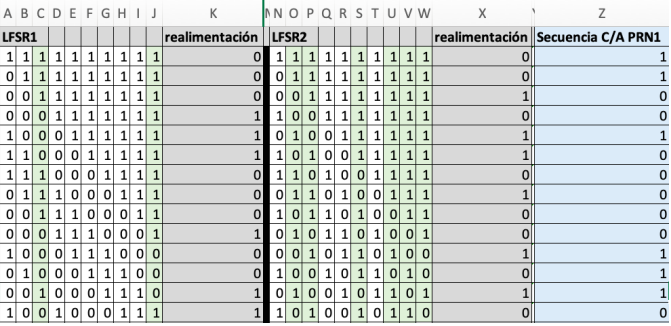 A B C D E F G H I J K N O P Q R S T U V W X Z
LFSR1 realimentación LFSR2 realimentación Secuencia C/A PRN1
1 1 1 1 1 1 1 1 1 1 0 1 1 1 1 1 1 1 1 1 1 0 1
0 1 1 1 1 1 1 1 1 1 0 0 1 1 1 1 1 1 1 1 1 0 1
0 0 1 1 1 1 1 1 1 1 0 0 0 1 1 1 1 1 1 1 1 1 0
0 0 0 1 1 1 1 1 1 1 1 1 0 0 1 1 1 1 1 1 1 0 0
1 0 0 0 1 1 1 1 1 1 1 0 1 0 0 1 1 1 1 1 1 1 1
1 1 0 0 0 1 1 1 1 1 1 1 0 1 0 0 1 1 1 1 1 1 0
1 1 1 0 0 0 1 1 1 1 0 1 1 0 1 0 0 1 1 1 1 0 0
0 1 1 1 0 0 0 1 1 1 0 0 1 1 0 1 0 0 1 1 1 1 0
0 0 1 1 1 0 0 0 1 1 0 1 0 1 1 0 1 0 0 1 1 0 0
0 0 0 1 1 1 0 0 0 1 1 0 1 0 1 1 0 1 0 0 1 0 0
1 0 0 0 1 1 1 0 0 0 0 0 0 1 0 1 1 0 1 0 0 1 1
0 1 0 0 0 1 1 1 0 0 0 1 0 0 1 0 1 1 0 1 0 0 1
0 0 1 0 0 0 1 1 1 0 1 0 1 0 0 1 0 1 1 0 1 1 1
1 0 0 1 0 0 0 1 1 1 1 1 0 1 0 0 1 0 1 1 0 0 0